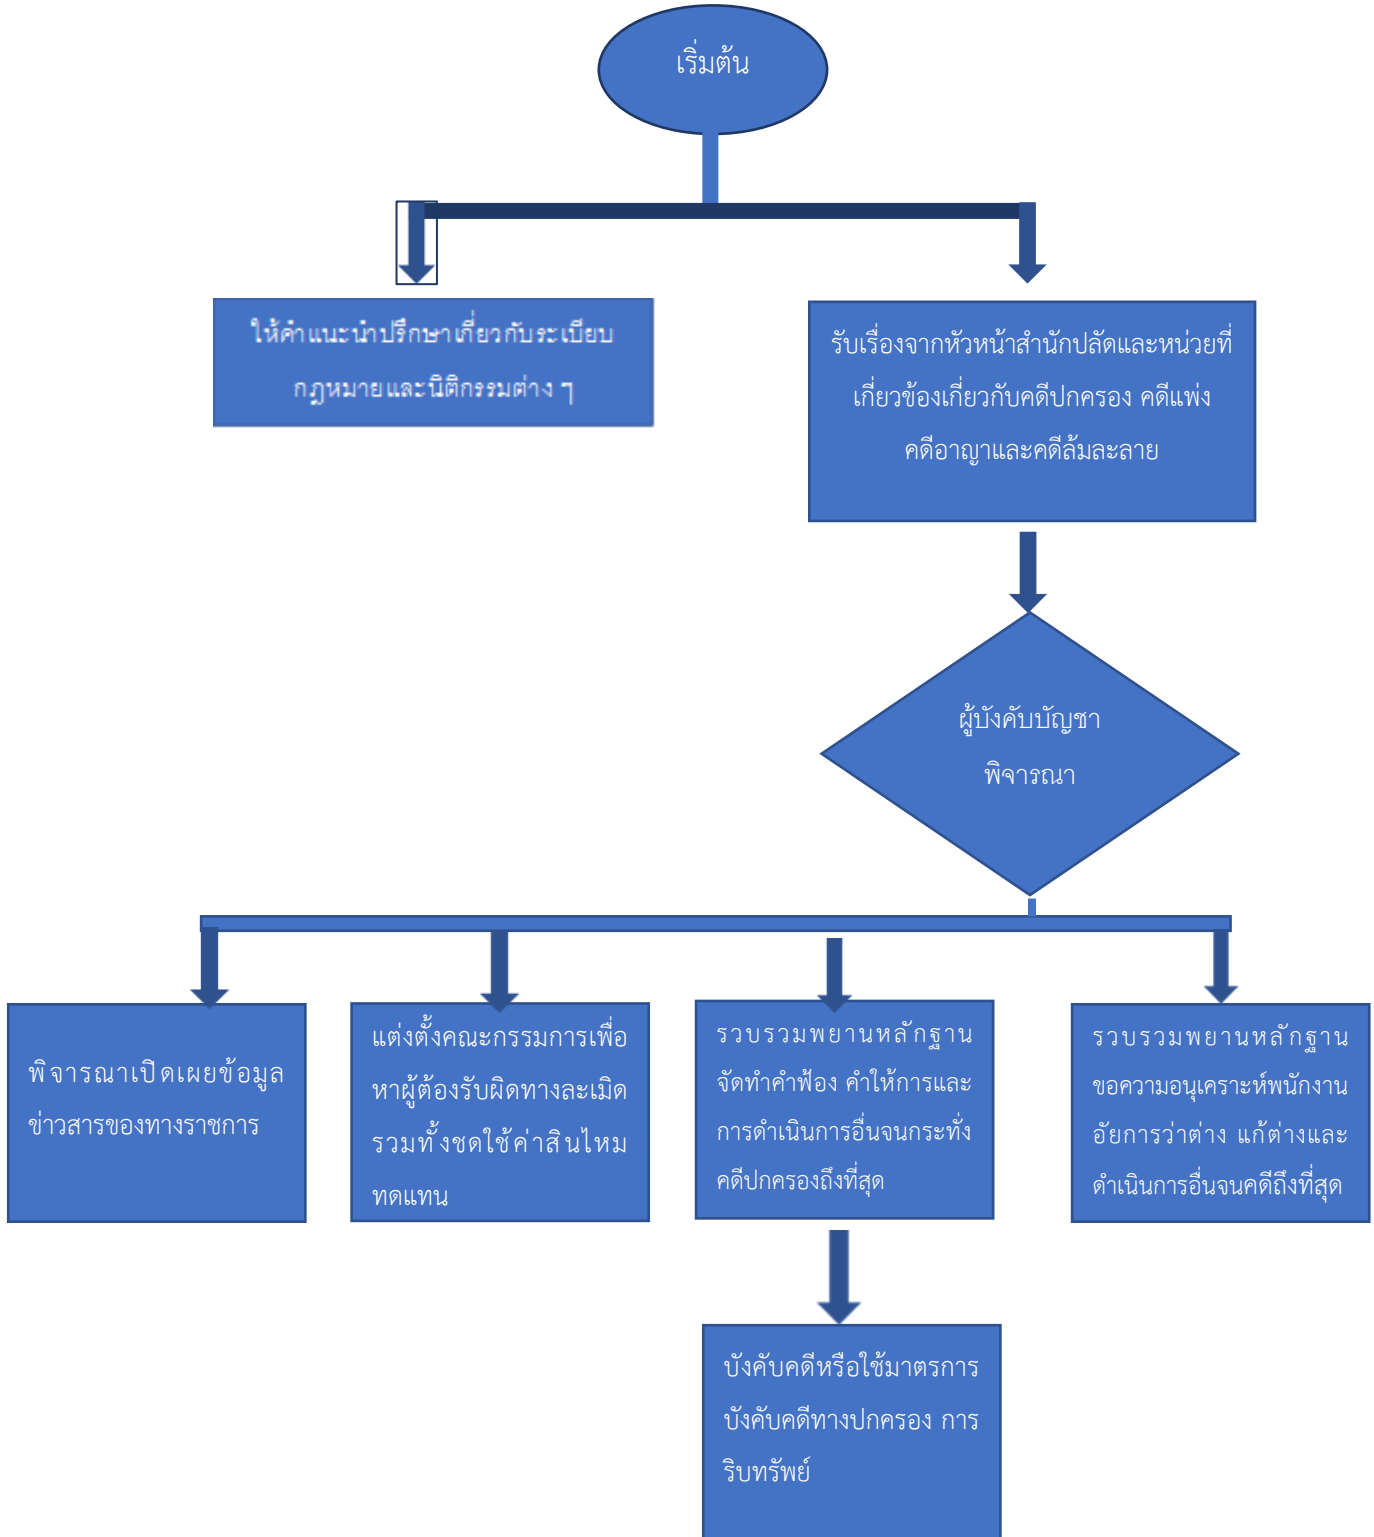 เริ่มต้น
ให้คำแนะนำปรึกษาเกี่ยวกับระเบียบ
กฎหมายและนิติกรรมต่าง ๆ
รับเรื่องจากหัวหน้าสำนักปลัดและหน่วยที่
เกี่ยวข้องเกี่ยวกับคดีปกครอง คดีแพ่ง
คดีอาญาและคดีล้มละลาย
ผู้บังคับบัญชา
พิจารณา
พิจารณาเปิดเผยข้อมูล
ข่าวสารของทางราชการ
แต่งตั้งคณะกรรมการเพื่อ
หาผู้ต้องรับผิดทางละเมิด
รวมทั้งชดใช้ค่าสินไหม
ทดแทน
รวบรวมพยานหลักฐาน
จัดทำคำฟ้อง คำให้การและ
การดำเนินการอื่นจนกระทั่ง
คดีปกครองถึงที่สุด
รวบรวมพยานหลักฐาน
ขอความอนุเคราะห์พนักงาน
อัยการว่าต่าง แก้ต่างและ
ดำเนินการอื่นจนคดีถึงที่สุด
บังคับคดีหรือใช้มาตรการ
บังคับคดีทางปกครอง การ
ริบทรัพย์